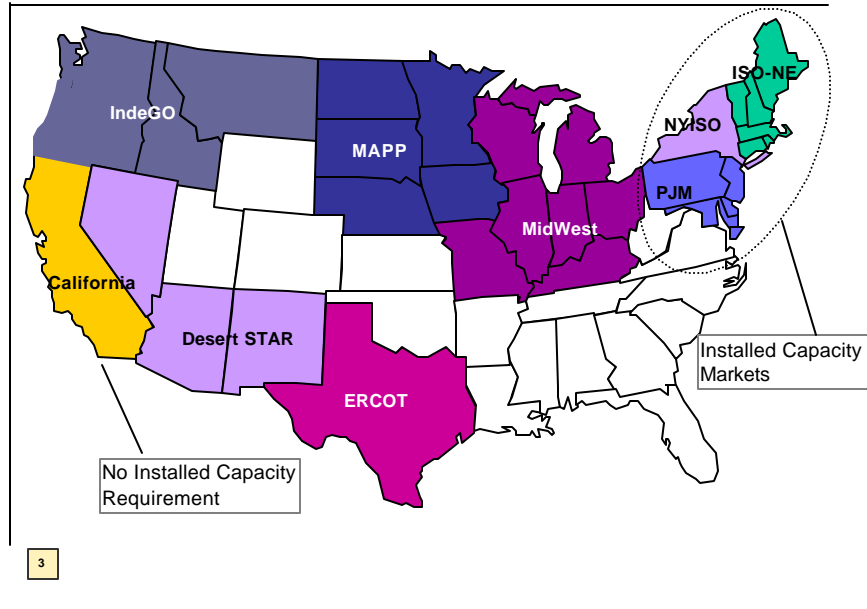 ISO-NE
IndeGO
NYISO
MAPP
PJM
MidWest
California
Desert STAR
Installed Capacity
Markets
ERCOT
No Installed Capacity
Requirement
3